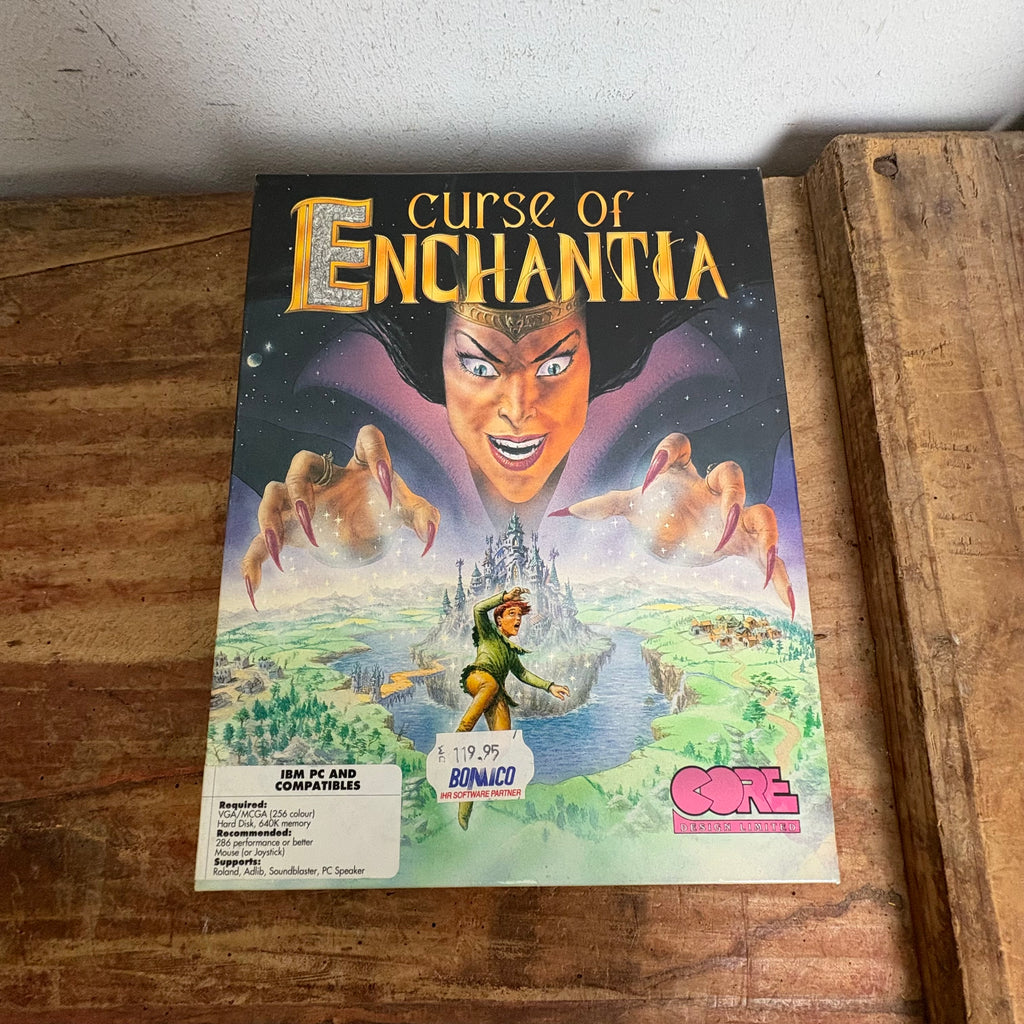 CURSE OF
ENCHANTIA
DM 119.95
BOMICO
IHR SOFTWARE PARTNER
IBM PC AND
COMPATIBLES
Required:
VGA/MCGA (256 colour)
Hard Disk, 640K memory
Recommended:
286 performance or better
Mouse (or Joystick)
Supports:
Roland, Adlib, Soundblaster, PC Speaker
CORE
DESIGN LIMITED